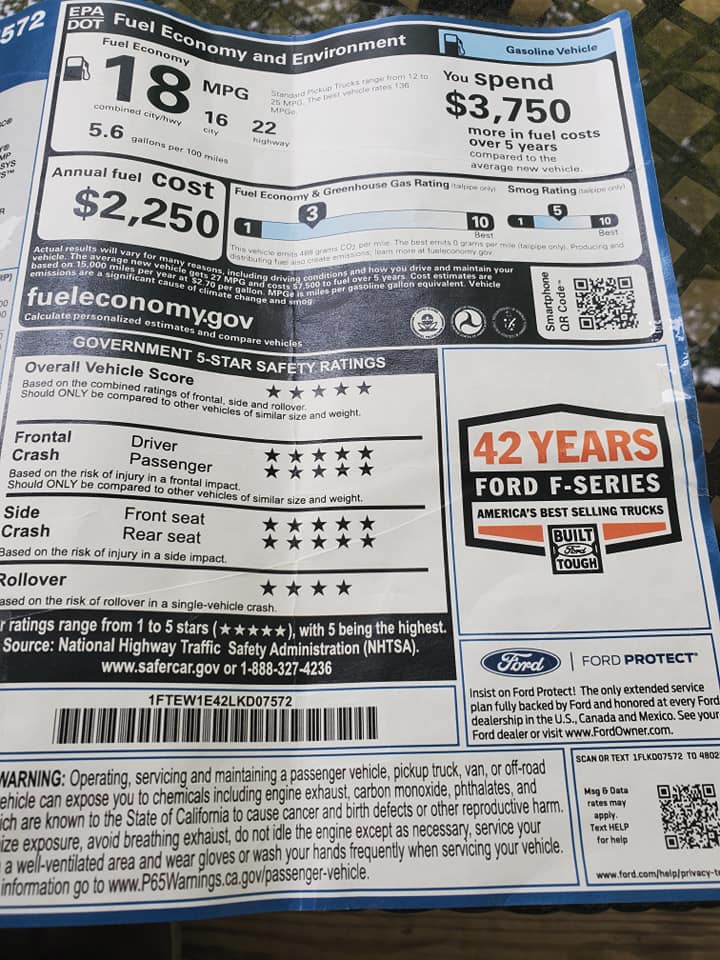 572
EPA
DOT
Fuel Economy and Environment
Gasoline Vehicle
Fuel Economy
18 MPG
combined city/hwy
16
city
22
highway
5.6 gallons per 100 miles
Standard Pickup Trucks range from 12 to
25 MPG. The best vehicle rates 136
MPGe.
You spend
$3,750
more in fuel costs
over 5 years
compared to the
average new vehicle.
Annual fuel cost
$2,250
Fuel Economy & Greenhouse Gas Rating (tailpipe only)
1
3
10
Best
Smog Rating (tailpipe only)
1
5
10
Best
This vehicle emits 488 grams CO2 per mile. The best emits 0 grams per mile (tailpipe only). Producing and
distributing fuel also create emissions; learn more at fueleconomy.gov.
Actual results will vary for many reasons, including driving conditions and how you drive and maintain your
vehicle. The average new vehicle gets 27 MPG and costs $7,500 to fuel over 5 years. Cost estimates are
based on 15,000 miles per year at $2.70 per gallon. MPGe is miles per gasoline gallon equivalent. Vehicle
emissions are a significant cause of climate change and smog.
fueleconomy.gov
Calculate personalized estimates and compare vehicles
Smartphone
QR Code™
GOVERNMENT 5-STAR SAFETY RATINGS
Overall Vehicle Score ★★★★★
Based on the combined ratings of frontal, side and rollover.
Should ONLY be compared to other vehicles of similar size and weight.
Frontal
Crash
Driver ★★★★★
Passenger ★★★★★
Based on the risk of injury in a frontal impact.
Should ONLY be compared to other vehicles of similar size and weight.
Side
Crash
Front seat ★★★★★
Rear seat ★★★★★
Based on the risk of injury in a side impact.
Rollover ★★★★
ased on the risk of rollover in a single-vehicle crash.
r ratings range from 1 to 5 stars (★★★★★), with 5 being the highest.
Source: National Highway Traffic Safety Administration (NHTSA).
www.safercar.gov or 1-888-327-4236
42 YEARS
FORD F-SERIES
AMERICA'S BEST SELLING TRUCKS
BUILT
Ford
TOUGH
1FTEW1E42LKD07572
Ford | FORD PROTECT
Insist on Ford Protect! The only extended service
plan fully backed by Ford and honored at every Ford
dealership in the U.S., Canada and Mexico. See your
Ford dealer or visit www.FordOwner.com.
WARNING: Operating, servicing and maintaining a passenger vehicle, pickup truck, van, or off-road
ehicle can expose you to chemicals including engine exhaust, carbon monoxide, phthalates, and
ich are known to the State of California to cause cancer and birth defects or other reproductive harm.
ize exposure, avoid breathing exhaust, do not idle the engine except as necessary, service your
a well-ventilated area and wear gloves or wash your hands frequently when servicing your vehicle.
information go to www.P65Warnings.ca.gov/passenger-vehicle.
SCAN OR TEXT 1FLKD07572 TO 4802
Msg & Data
rates may
apply.
Text HELP
for help
www.ford.com/help/privacy-te